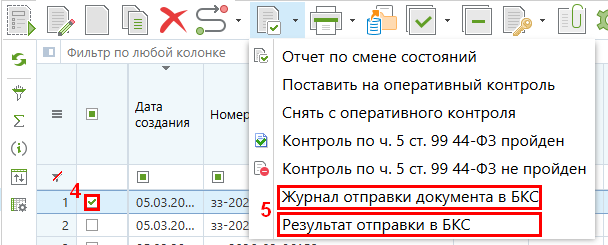 Фильтр по любой колонке
Отчет по смене состояний
Поставить на оперативный контроль
Снять с оперативного контроля
Контроль по ч. 5 ст. 99 44-ФЗ пройден
Контроль по ч. 5 ст. 99 44-ФЗ не пройден
Журнал отправки документа в БКС
Результат отправки в БКС
5
Дата создания
Номер
4
1 05.03.20... зз-202
2 05.03.20... зз-202